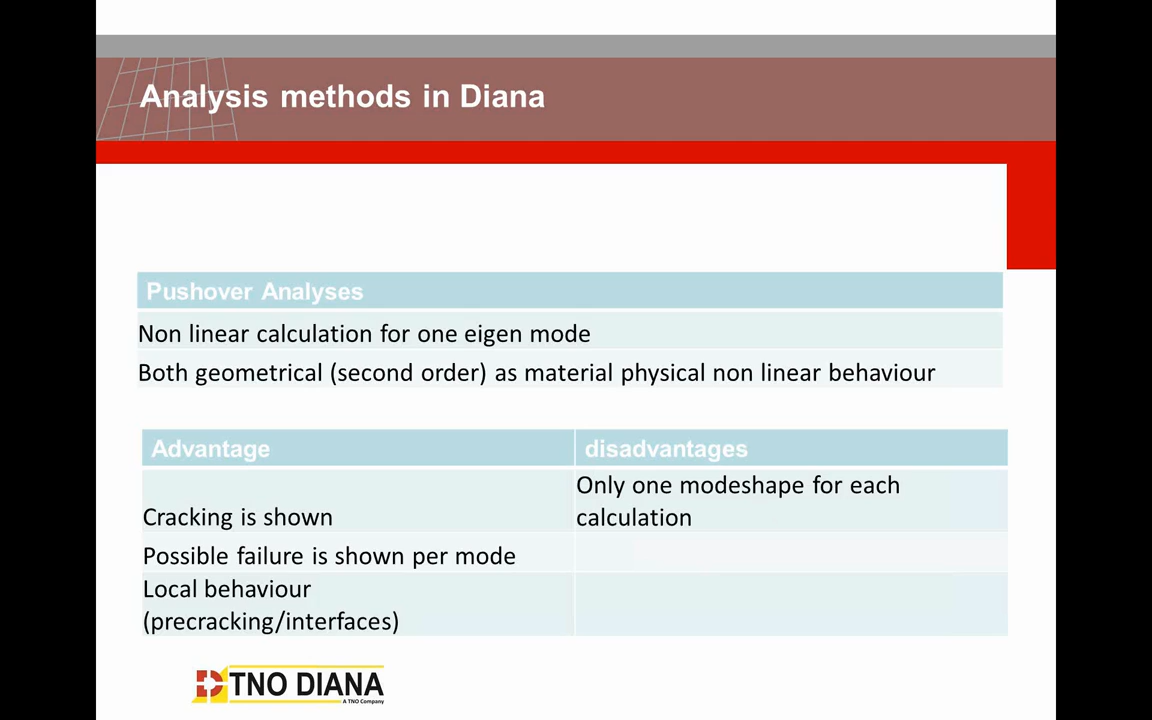 Analysis methods in Diana
Pushover Analyses
Non linear calculation for one eigen mode
Both geometrical (second order) as material physical non linear behaviour
Advantage
disadvantages
Cracking is shown
Only one modeshape for each
calculation
Possible failure is shown per mode
Local behaviour
(precracking/interfaces)
TNO DIANA
A TNO Company